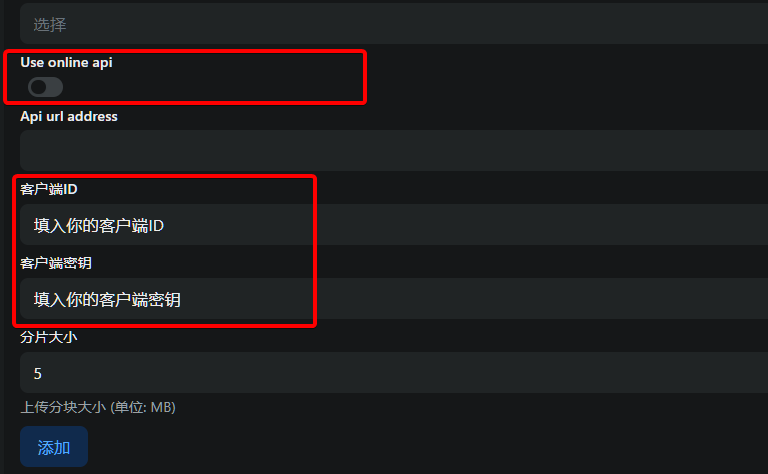 选择
Use online api
Api url address
客户端ID
填入你的客户端ID
客户端密钥
填入你的客户端密钥
分片大小
5
上传分块大小 (单位: MB)
添加